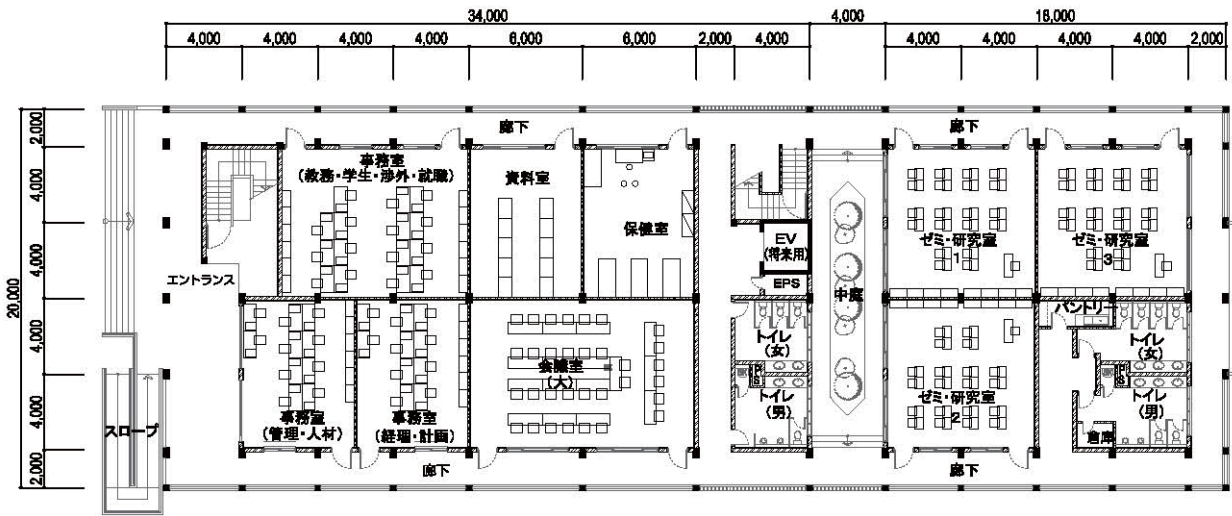 34,000
4,000
18,000
4,000
4,000
4,000
4,000
6,000
6,000
2,000
4,000
4,000
4,000
4,000
4,000
2,000
20,000
2,000
4,000
4,000
4,000
4,000
2,000
廊下
廊下
事務室
(教務・学生・渉外・就職)
資料室
保健室
EV
(将来用)
EPS
中庭
ゼミ・研究室
1
ゼミ・研究室
3
エントランス
パントリー
会議室
(大)
トイレ
(女)
トイレ
(女)
トイレ
(男)
トイレ
(男)
ゼミ・研究室
2
事務室
(管理・人材)
事務室
(経理・計画)
スロープ
倉庫
廊下
廊下